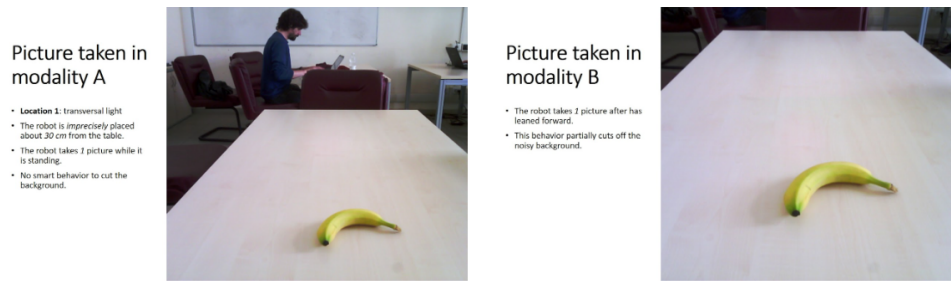 Picture taken in
modality A
• Location 1: transversal light
• The robot is imprecisely placed
about 30 cm from the table.
• The robot takes 1 picture while it
is standing.
• No smart behavior to cut the
background.
Picture taken in
modality B
• The robot takes 1 picture after has
leaned forward.
• This behavior partially cuts off the
noisy background.